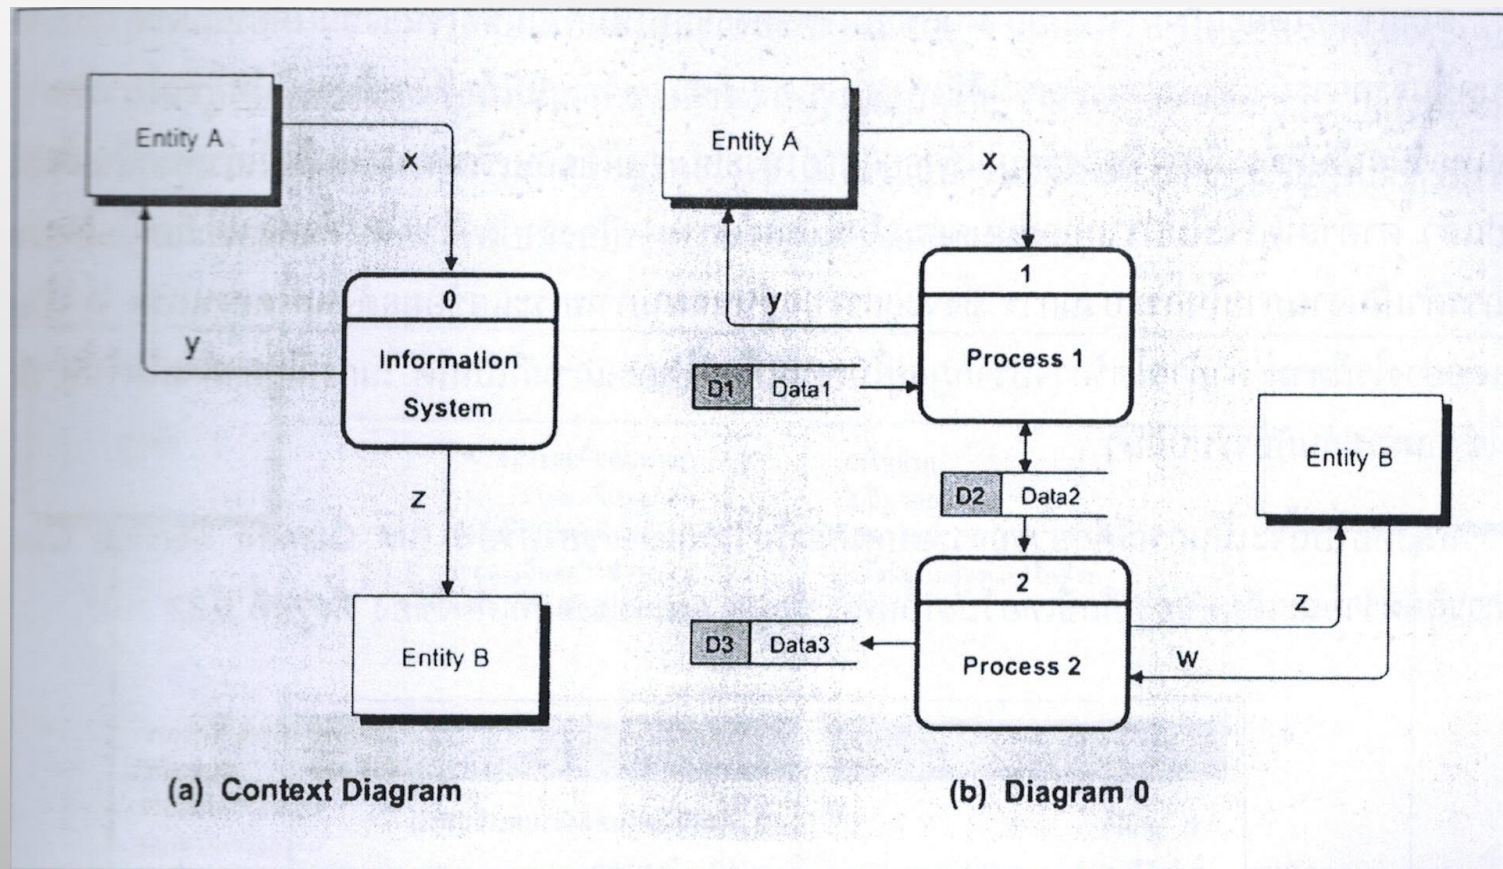 Entity A
x
y
0
Information
System
z
Entity B
(a) Context Diagram
Entity A
x
y
1
Process 1
D1 Data1
D2 Data2
2
Process 2
D3 Data3
Entity B
z
w
(b) Diagram 0